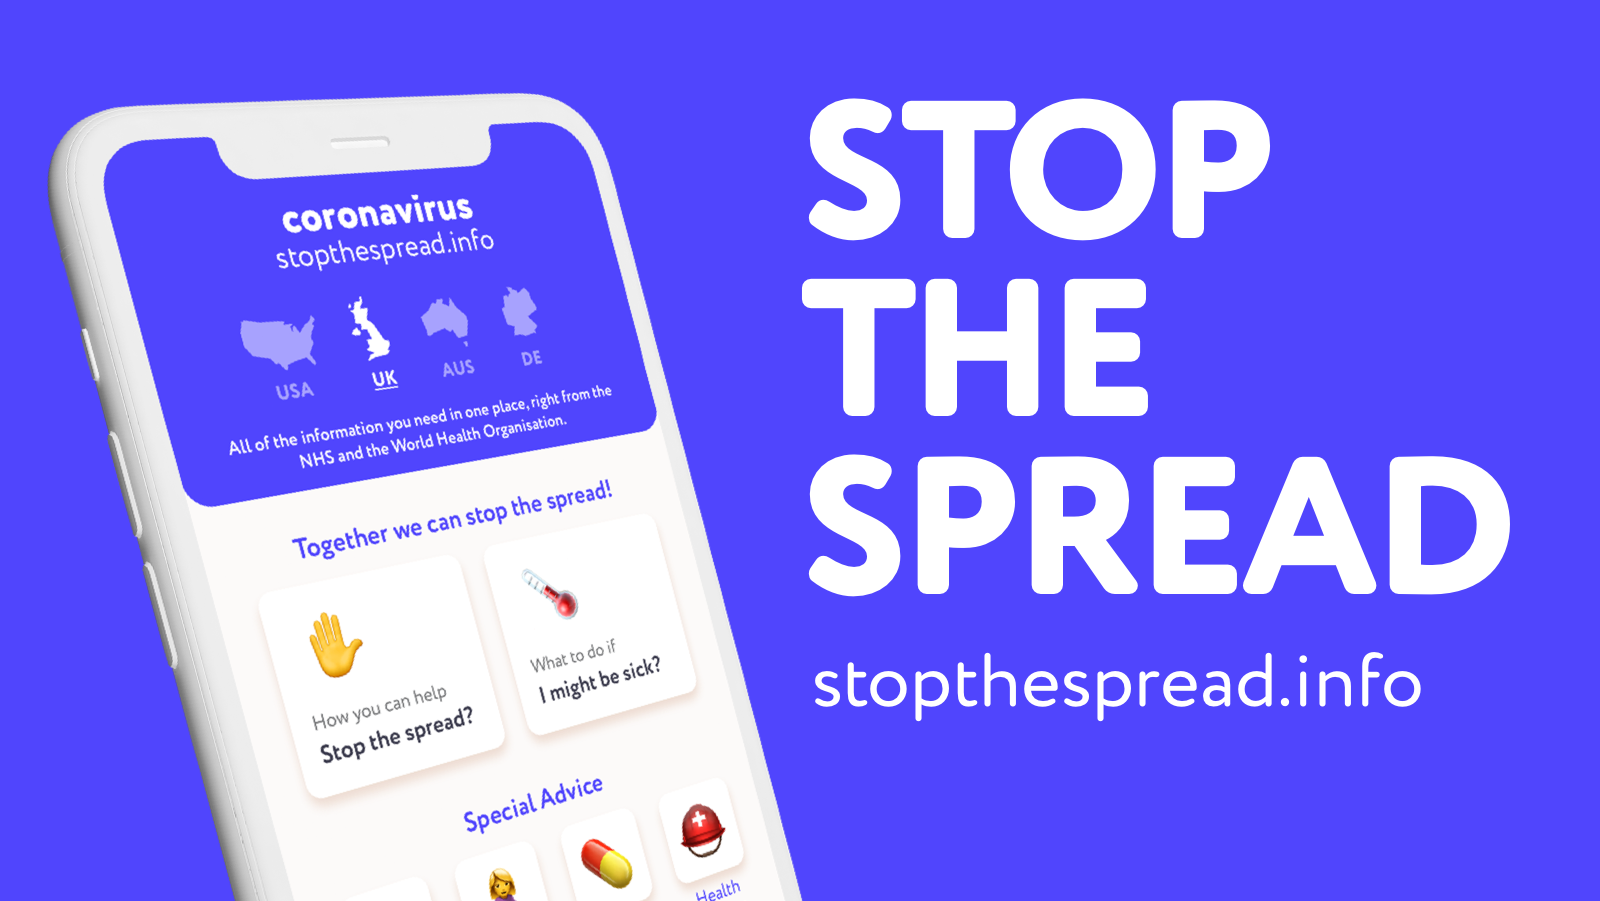 coronavirus
stopthespread.info
USA
UK
AUS
DE
All of the information you need in one place, right from the
NHS and the World Health Organisation.
Together we can stop the spread!
How you can help
Stop the spread?
What to do if
I might be sick?
Special Advice
Health
STOP
THE
SPREAD
stopthespread.info